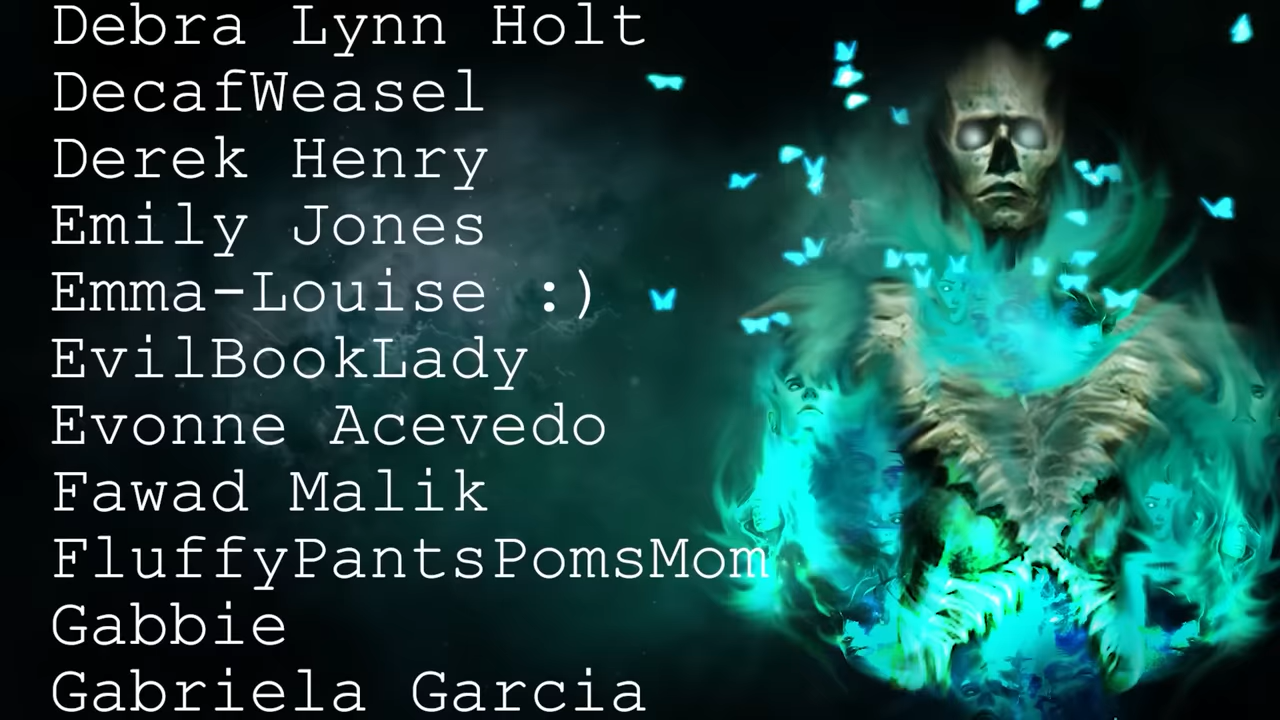 Debra Lynn Holt
DecafWeasel
Derek Henry
Emily Jones
Emma-Louise :)
EvilBookLady
Evonne Acevedo
Fawad Malik
FluffyPantsPomsMom
Gabbie
Gabriela Garcia